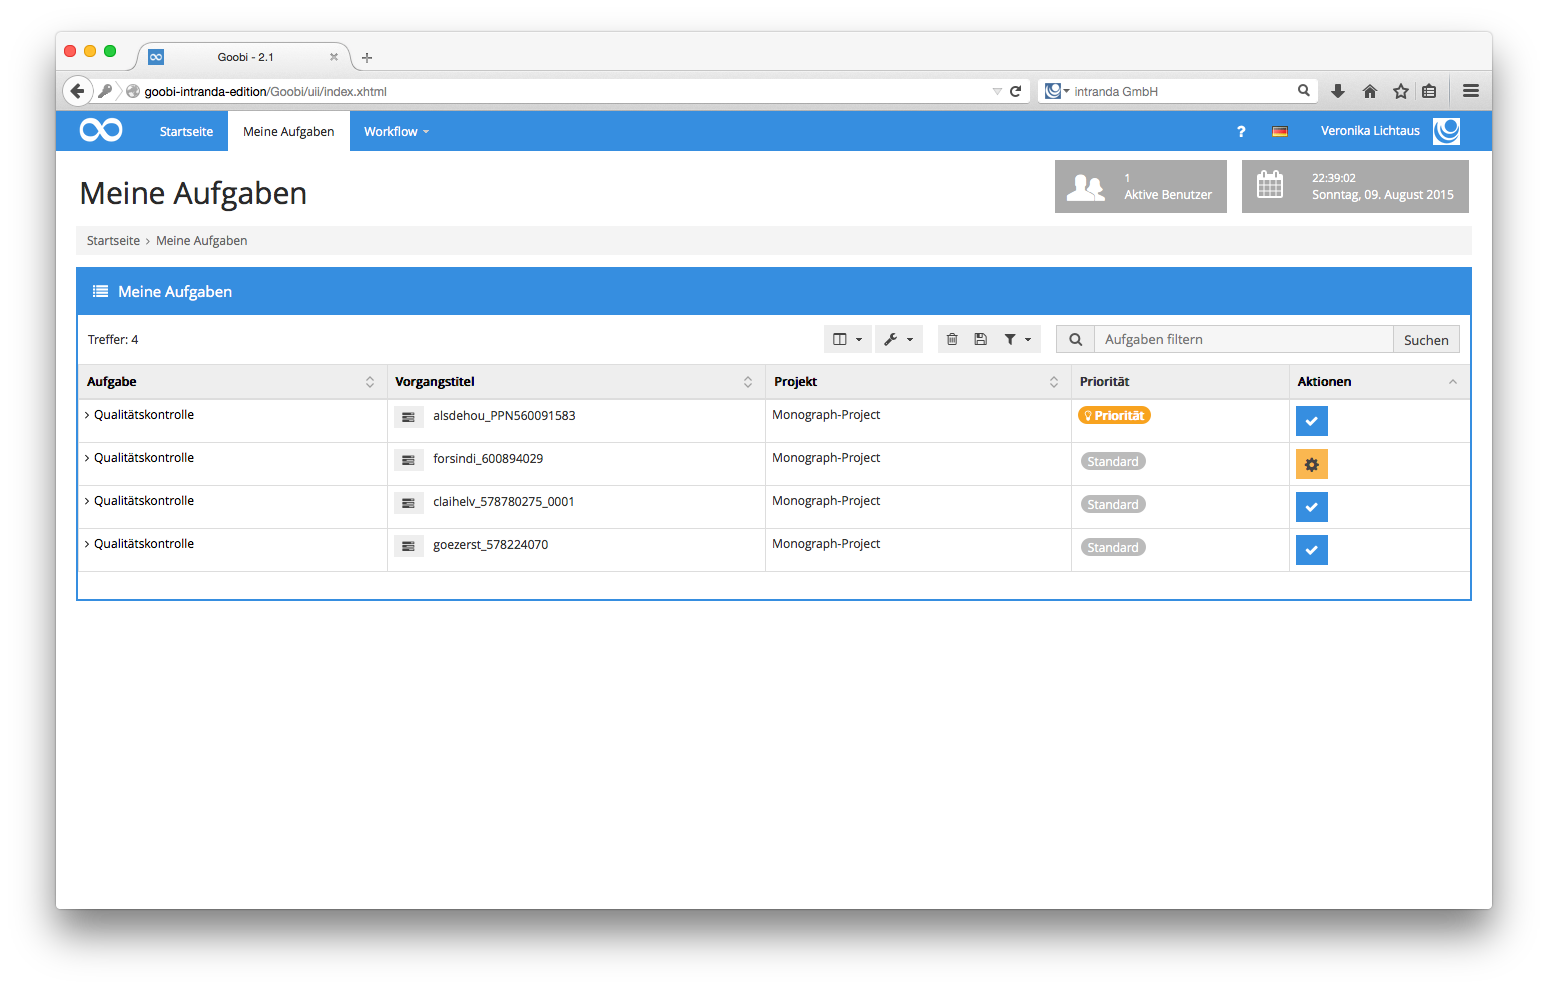 Goobi - 2.1
goobi-intranda-edition/Goobi/uii/index.xhtml
intranda GmbH
Startseite
Meine Aufgaben
Workflow
?
Veronika Lichtaus
Meine Aufgaben
1
Aktive Benutzer
22:39:02
Sonntag, 09. August 2015
Startseite › Meine Aufgaben
Meine Aufgaben
Treffer: 4
Aufgaben filtern
Suchen
Aufgabe Vorgangstitel Projekt Priorität Aktionen
Qualitätskontrolle alsdehou_PPN560091583 Monograph-Project Priorität
Qualitätskontrolle forsindi_600894029 Monograph-Project Standard
Qualitätskontrolle claihelv_578780275_0001 Monograph-Project Standard
Qualitätskontrolle goezerst_578224070 Monograph-Project Standard